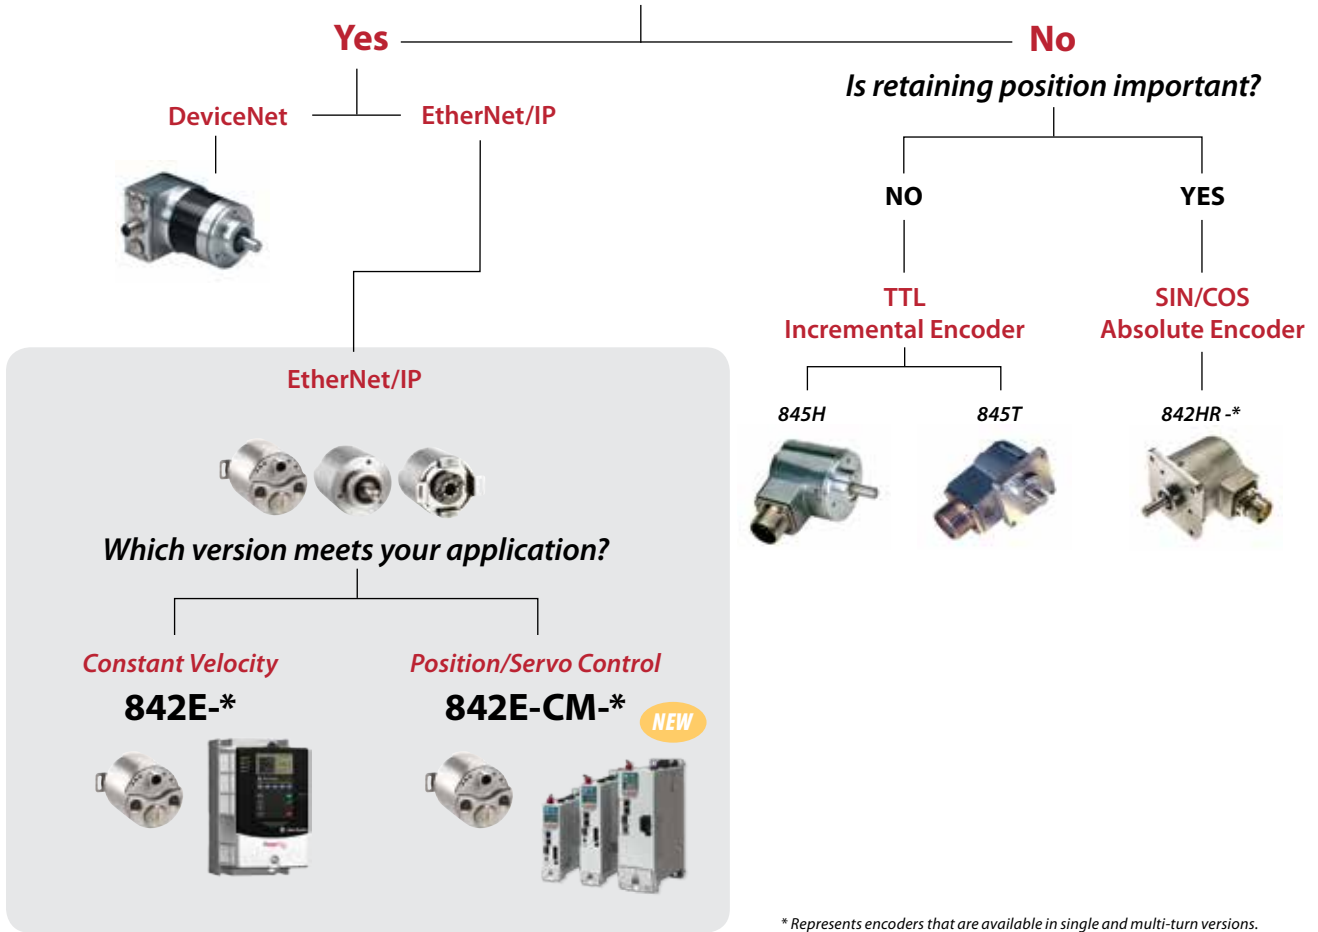 Yes
No
Is retaining position important?
DeviceNet
EtherNet/IP
NO
YES
TTL
Incremental Encoder
SIN/COS
Absolute Encoder
845H
845T
842HR -*
EtherNet/IP
Which version meets your application?
Constant Velocity
842E-*
Position/Servo Control
842E-CM-*
NEW
* Represents encoders that are available in single and multi-turn versions.